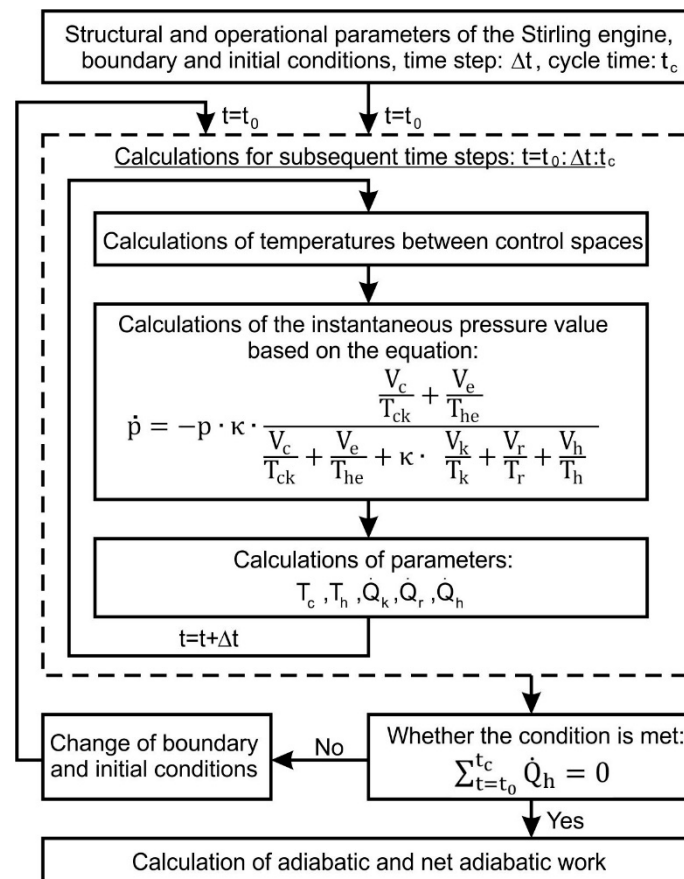 Structural and operational parameters of the Stirling engine,
boundary and initial conditions, time step: Δt, cycle time: t_c
t=t_0
t=t_0
Calculations for subsequent time steps: t=t_0:Δt:t_c
Calculations of temperatures between control spaces
Calculations of the instantaneous pressure value
based on the equation:
ṗ = −p · κ · (V_c/T_ck + V_e/T_he) / (V_c/T_ck + V_e/T_he + κ · V_k/T_k + V_r/T_r + V_h/T_h)
Calculations of parameters:
T_c ,T_h ,Q̇_k,Q̇_r,Q̇_h
t=t+Δt
Change of boundary
and initial conditions
No
Whether the condition is met:
∑_{t=t_0}^{t_c} Q̇_h = 0
Yes
Calculation of adiabatic and net adiabatic work